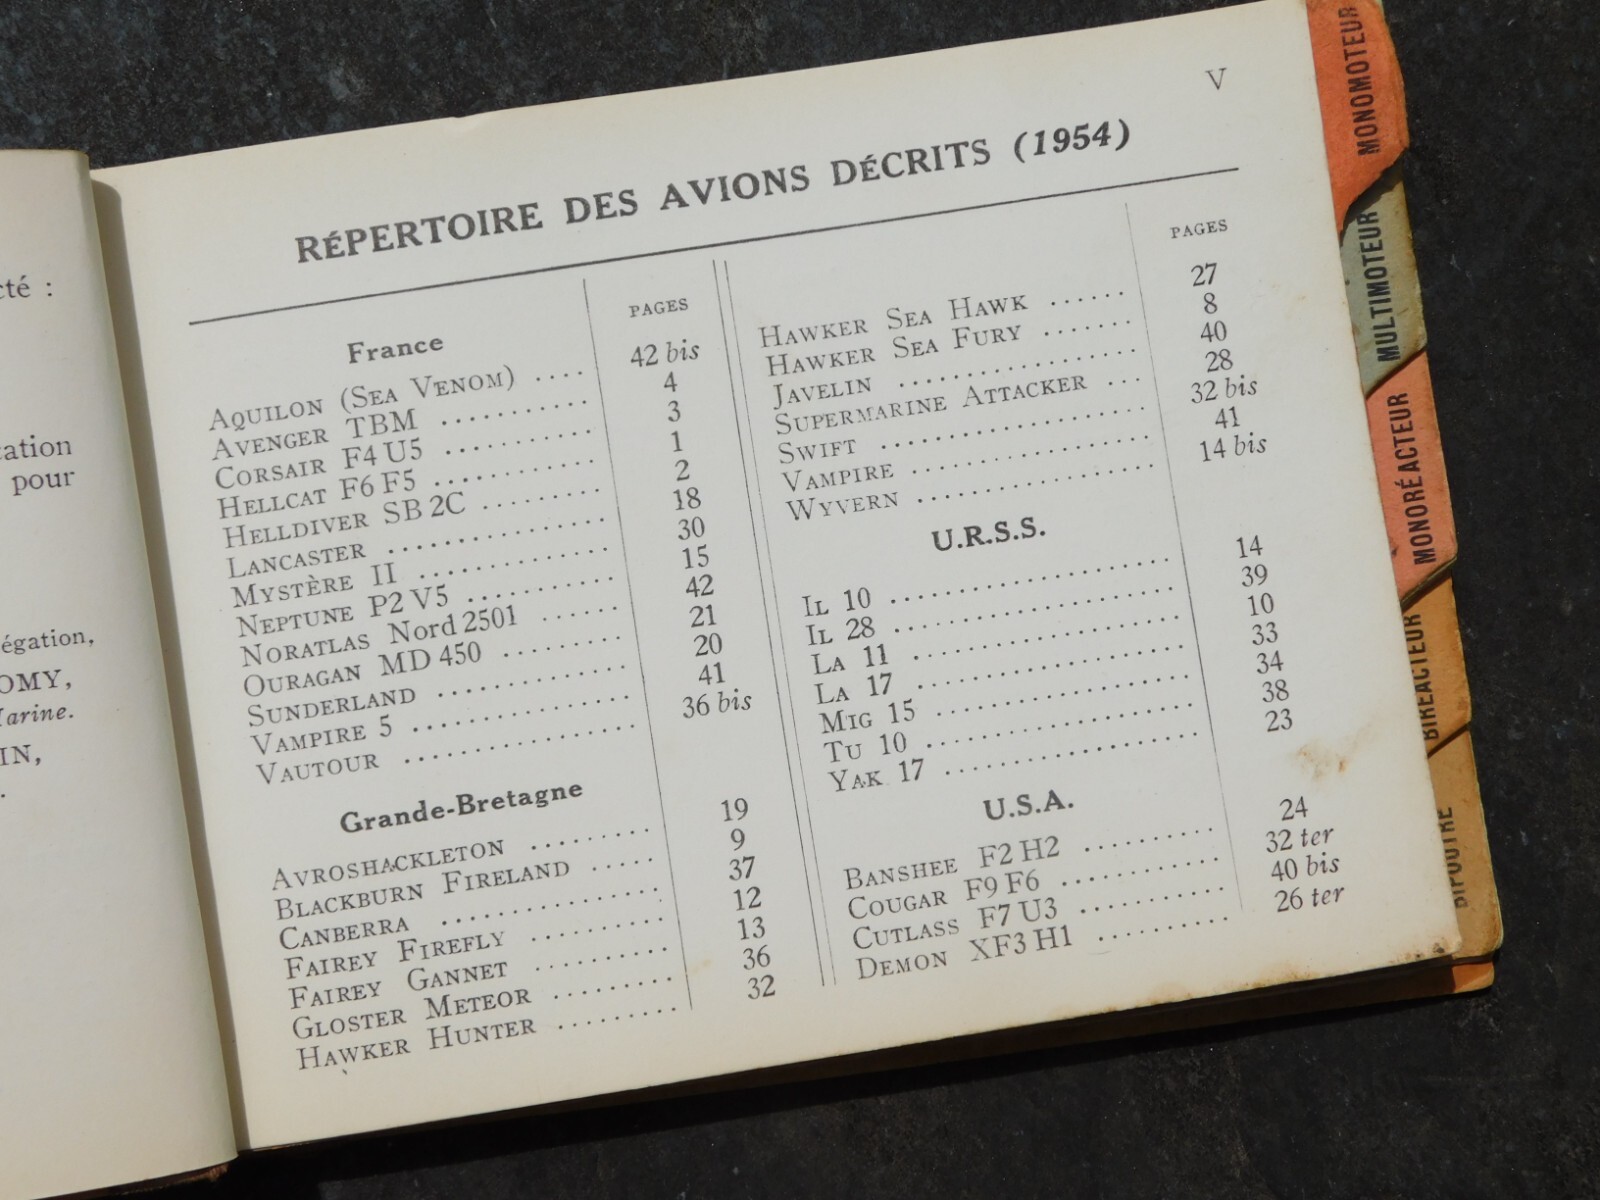 cté :
cation
pour
égation,
OMY,
Marine.
IN,
V
RÉPERTOIRE DES AVIONS DÉCRITS (1954)
PAGES
France
AQUILON (SEA VENOM) .... 42 bis
AVENGER TBM .......... 4
CORSAIR F4 U5 .......... 3
HELLCAT F6 F5 .......... 1
HELLDIVER SB 2C ........ 2
LANCASTER .............. 18
MYSTÈRE II ............. 30
NEPTUNE P2 V5 .......... 15
NORATLAS Nord 2501 ...... 42
OURAGAN MD 450 ........ 21
SUNDERLAND ............ 20
VAMPIRE 5 .............. 41
VAUTOUR ............... 36 bis
Grande-Bretagne
AVROSHACKLETON ........ 19
BLACKBURN FIRELAND ..... 9
CANBERRA .............. 37
FAIREY FIREFLY ......... 12
FAIREY GANNET ......... 13
GLOSTER METEOR ........ 36
HAWKER HUNTER ......... 32
PAGES
HAWKER SEA HAWK ...... 27
HAWKER SEA FURY ....... 8
JAVELIN ................ 40
SUPERMARINE ATTACKER ... 28
SWIFT .................. 32 bis
VAMPIRE ................ 41
WYVERN ................ 14 bis
U.R.S.S.
IL 10 ................... 14
IL 28 ................... 39
LA 11 .................. 10
LA 17 .................. 33
MIG 15 ................. 34
TU 10 .................. 38
YAK 17 ................. 23
U.S.A.
BANSHEE F2 H2 ......... 24
COUGAR F9 F6 .......... 32 ter
CUTLASS F7 U3 .......... 40 bis
DEMON XF3 H1 .......... 26 ter
MONOMOTEUR
MULTIMOTEUR
MONORÉACTEUR
BIRÉACTEUR
BIPOUTRE